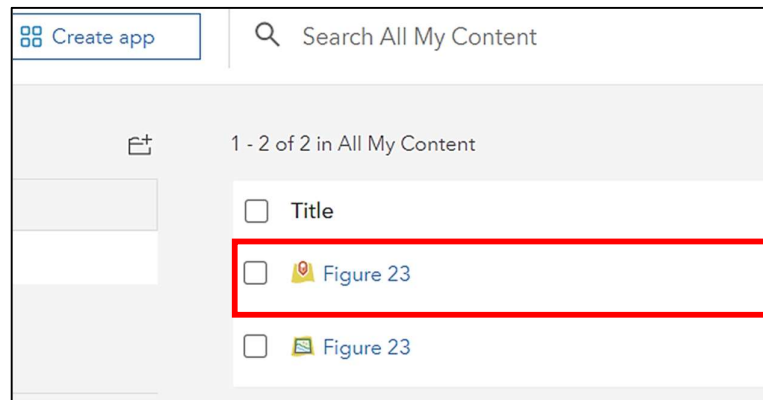 Create app
Search All My Content
1 - 2 of 2 in All My Content
Title
Figure 23
Figure 23